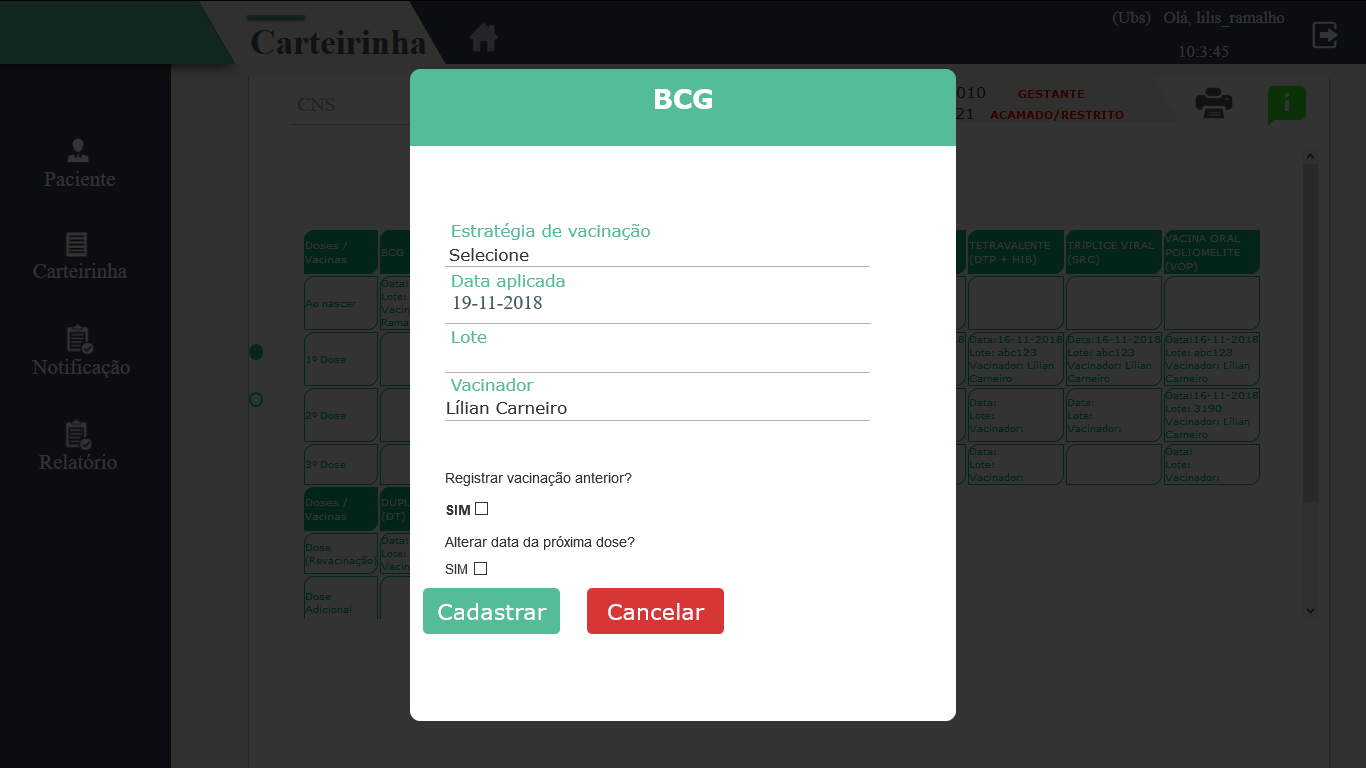 Carteirinha
(Ubs) Olá, lilis_ramalho
10:3:45
Paciente
Carteirinha
Notificação
Relatório
CNS
010 GESTANTE
21 ACAMADO/RESTRITO
BCG
Estratégia de vacinação
Selecione
Data aplicada
19-11-2018
Lote
Vacinador
Lílian Carneiro
Registrar vacinação anterior?
SIM
Alterar data da próxima dose?
SIM
Cadastrar Cancelar
Doses /
Vacinas
BCG
TETRAVALENTE
(DTP + HIB)
TRÍPLICE VIRAL
(SRC)
VACINA ORAL
POLIOMELITE
(VOP)
Ao nascer
Data:
Lote:
Vacin
Rama
1º Dose
8
Data:16-11-2018
Lote: abc123
Vacinador: Lílian
Carneiro
Data:16-11-2018
Lote: abc123
Vacinador: Lílian
Carneiro
Data:16-11-2018
Lote: abc123
Vacinador: Lílian
Carneiro
2º Dose
Data:
Lote:
Vacinador:
Data:
Lote:
Vacinador:
Data:16-11-2018
Lote: 3190
Vacinador: Lílian
Carneiro
3º Dose
Data:
Lote:
Vacinador:
Data:
Lote:
Vacinador:
Doses /
Vacinas
DUPL
(DT)
Dose
(Revacinação)
Data:
Lote:
Vacin
Dose
Adicional